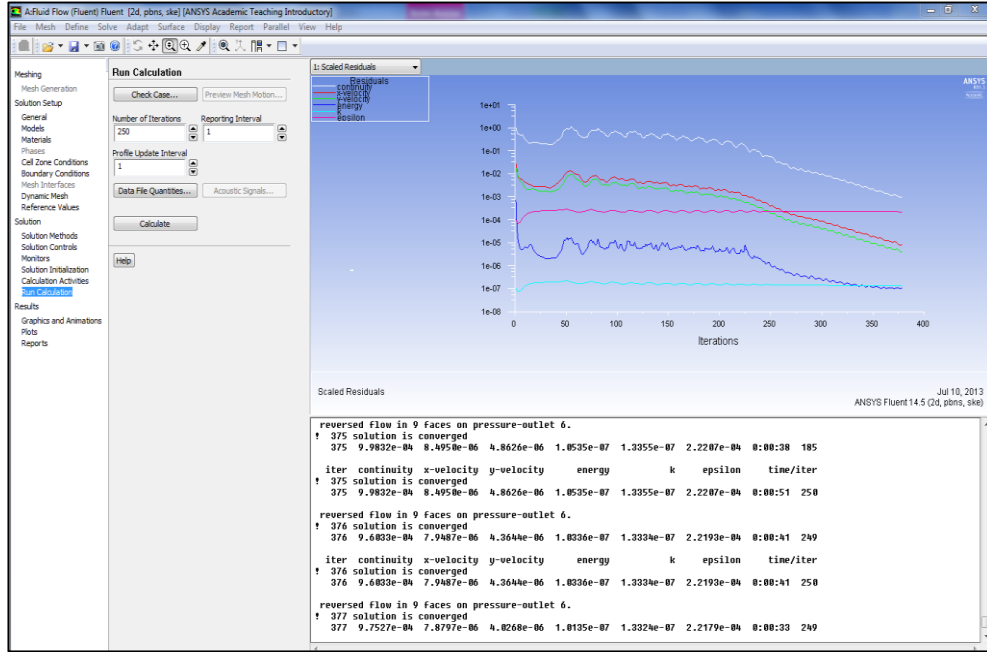 A:Fluid Flow (Fluent) Fluent [2d, pbns, ske] [ANSYS Academic Teaching Introductory]
File Mesh Define Solve Adapt Surface Display Report Parallel View Help
Meshing
Mesh Generation
Solution Setup
General
Models
Materials
Phases
Cell Zone Conditions
Boundary Conditions
Mesh Interfaces
Dynamic Mesh
Reference Values
Solution
Solution Methods
Solution Controls
Monitors
Solution Initialization
Calculation Activities
Run Calculation
Results
Graphics and Animations
Plots
Reports
Run Calculation
Check Case... Preview Mesh Motion...
Number of Iterations Reporting Interval
250 1
Profile Update Interval
1
Data File Quantities... Acoustic Signals...
Calculate
Help
1: Scaled Residuals
Residuals
continuity
x-velocity
y-velocity
energy
k
epsilon
ANSYS
1e+01
1e+00
1e-01
1e-02
1e-03
1e-04
1e-05
1e-06
1e-07
1e-08
0 50 100 150 200 250 300 350 400
Iterations
Scaled Residuals
Jul 10, 2013
ANSYS Fluent 14.5 (2d, pbns, ske)
reversed flow in 9 faces on pressure-outlet 6.
! 375 solution is converged
375 9.9832e-04 8.4950e-06 4.8626e-06 1.0535e-07 1.3355e-07 2.2207e-04 0:00:38 185
iter continuity x-velocity y-velocity energy k epsilon time/iter
! 375 solution is converged
375 9.9832e-04 8.4950e-06 4.8626e-06 1.0535e-07 1.3355e-07 2.2207e-04 0:00:51 250
reversed flow in 9 faces on pressure-outlet 6.
! 376 solution is converged
376 9.6033e-04 7.9487e-06 4.3644e-06 1.0336e-07 1.3334e-07 2.2193e-04 0:00:41 249
iter continuity x-velocity y-velocity energy k epsilon time/iter
! 376 solution is converged
376 9.6033e-04 7.9487e-06 4.3644e-06 1.0336e-07 1.3334e-07 2.2193e-04 0:00:41 250
reversed flow in 9 faces on pressure-outlet 6.
! 377 solution is converged
377 9.7527e-04 7.8797e-06 4.0268e-06 1.0135e-07 1.3324e-07 2.2179e-04 0:00:33 249